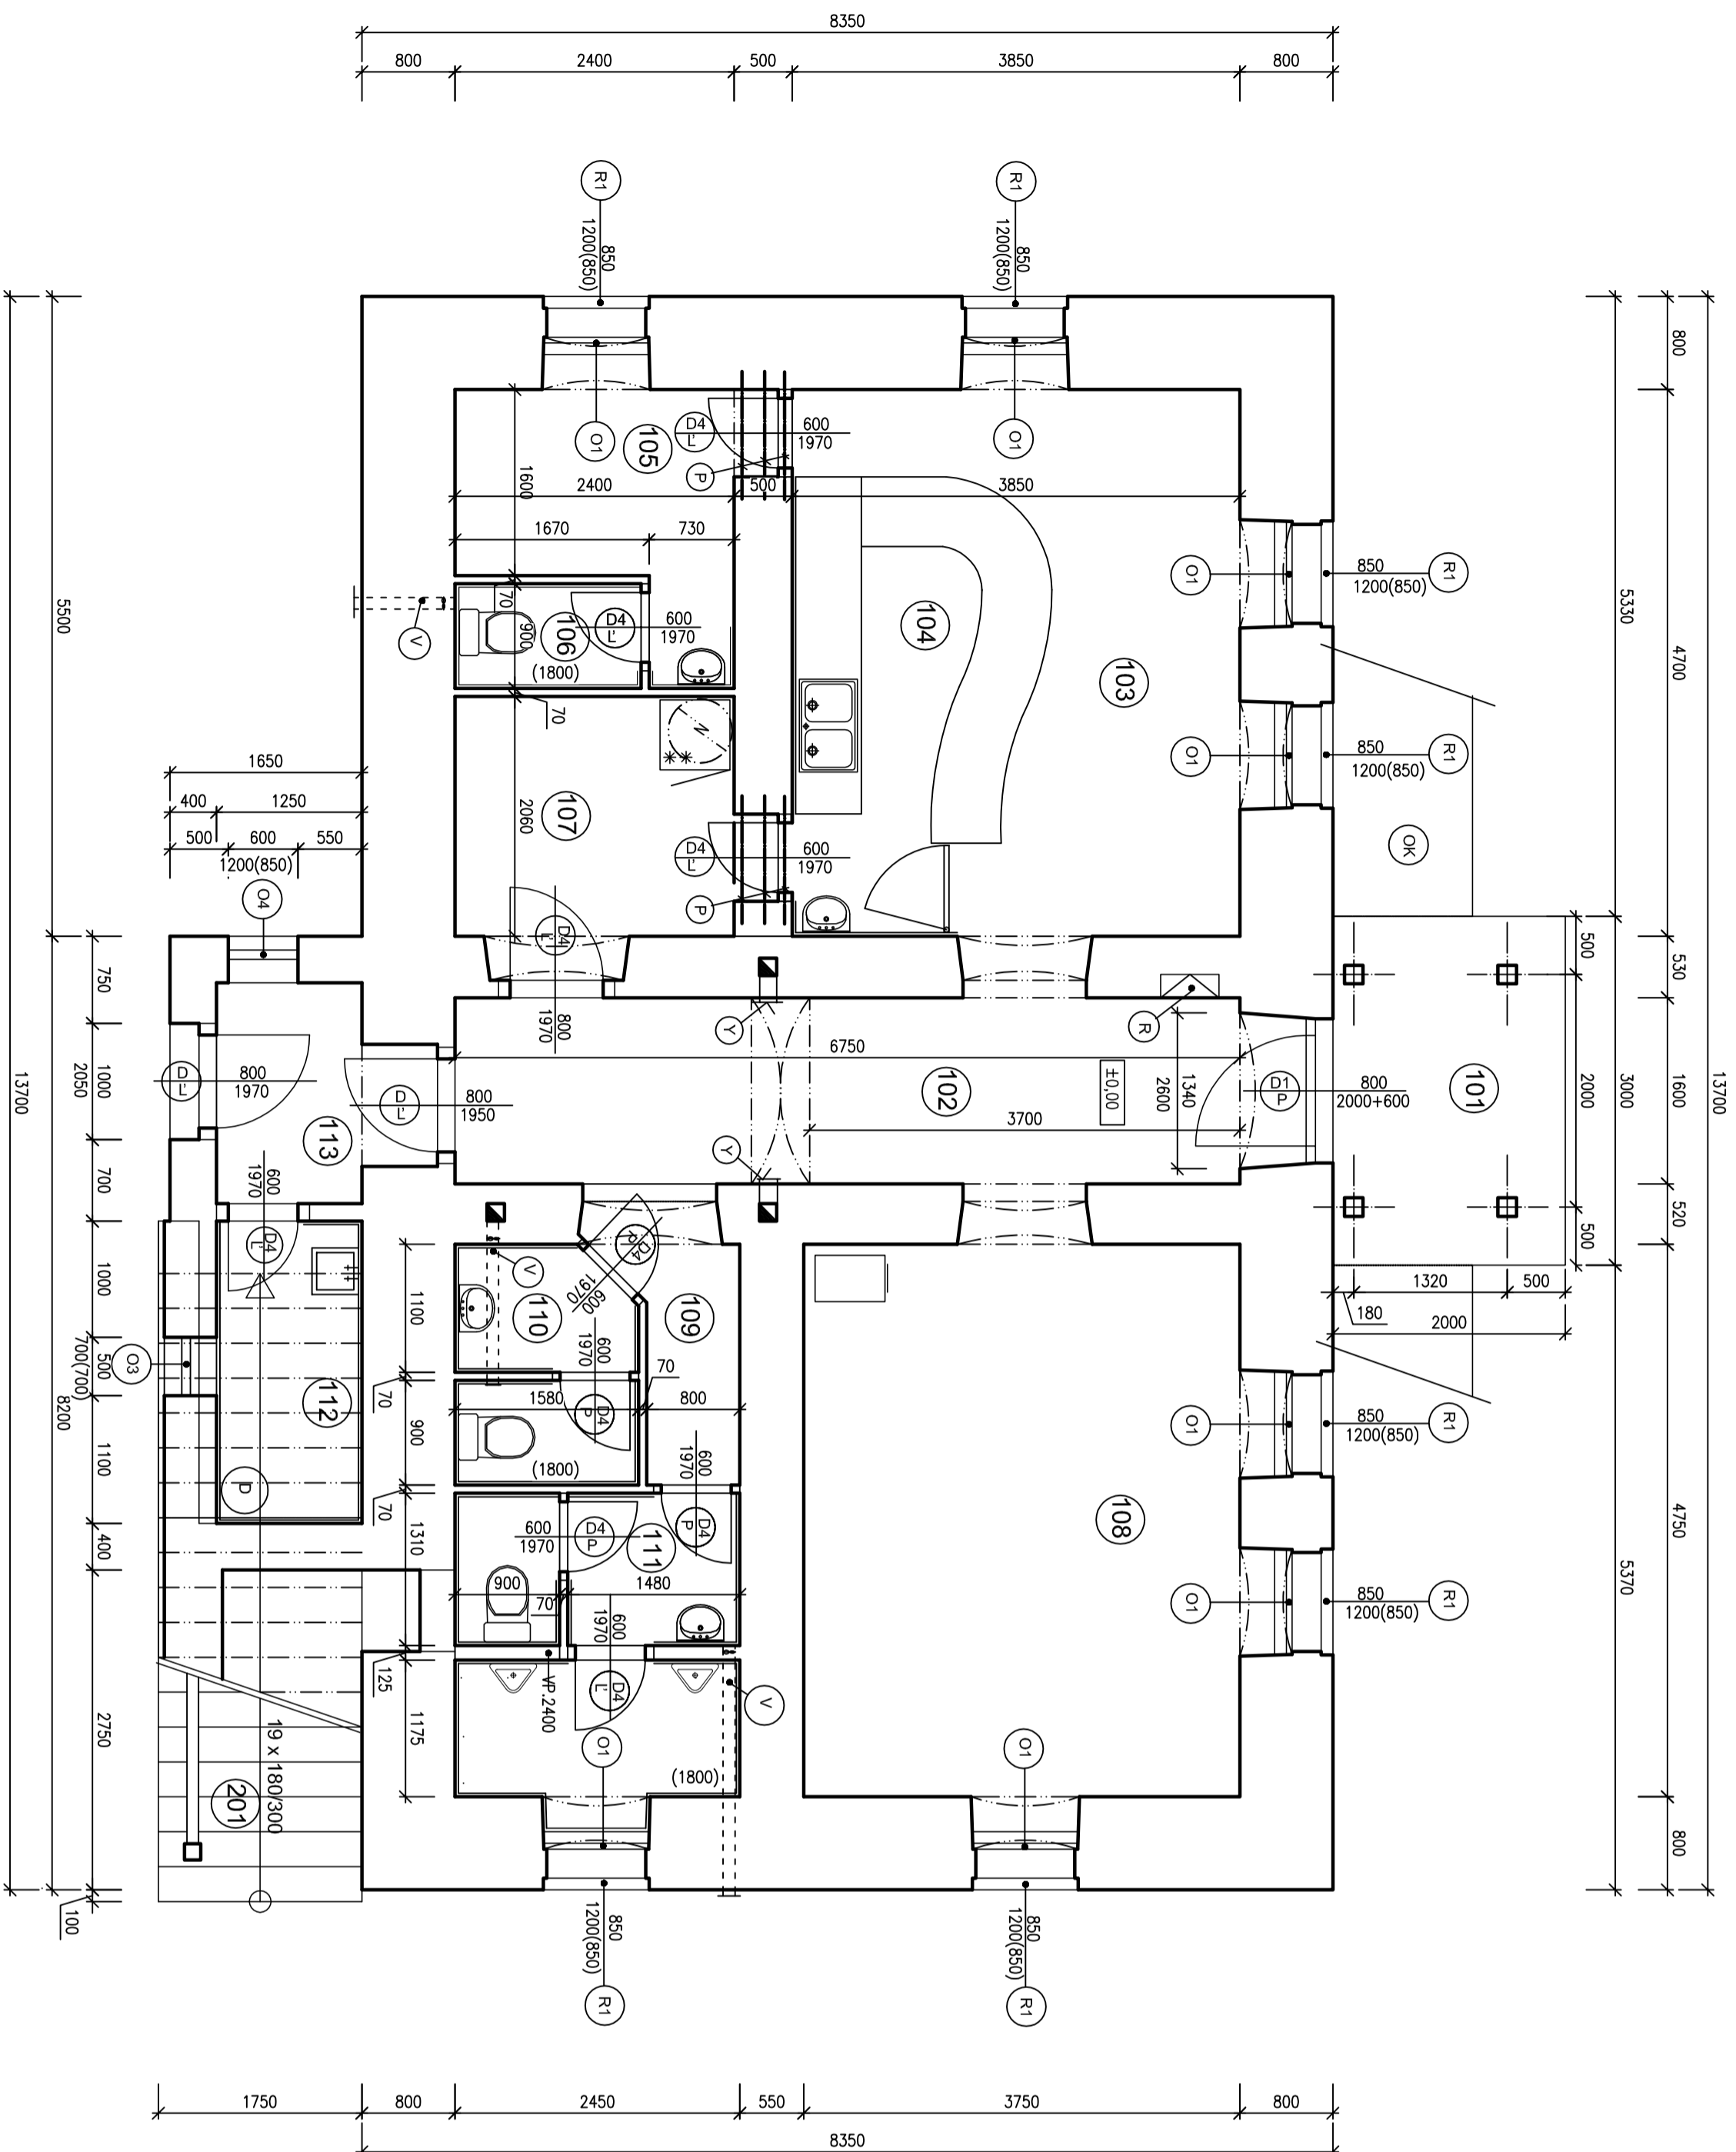 8350
800
2400
500
3850
800
R1
850
1200(850)
R1
850
1200(850)
13700
5500
5330
800
4700
13700
O1
O1
105
D4
L'
600
1970
P
1600
2400
500
3850
1670
730
70
900
106
D4
L'
600
1970
(1800)
V
70
104
103
O1
850
1200(850)
R1
O1
850
1200(850)
R1
OK
107
2060
D4
L'
600
1970
P
D4
L'
800
1970
1650
400
1250
500
600
550
1200(850)
O4
750
1000
2050
700
1000
500
700(700)
8200
1100
400
2750
100
13700
D
L'
800
1970
D
L'
800
1950
113
6750
Y
Y
102
3700
±0,00
1340
2600
R
D1
P
800
2000+600
101
500
2000
3000
500
530
1600
520
1320
500
180
2000
600
1970
D4
L'
O3
112
P
1100
70
900
70
1310
125
1175
V
D4
P
600
1970
110
109
600
1970
70
1580
D4
P
800
(1800)
600
1970
D4
P
600
1970
D4
P
111
900
70
1480
600
1970
VP.2400
D4
L'
V
O1
(1800)
108
O1
850
1200(850)
R1
O1
850
1200(850)
R1
4750
5370
800
O1
19 x 180/300
201
850
1200(850)
R1
850
1200(850)
R1
1750
800
2450
550
3750
800
8350